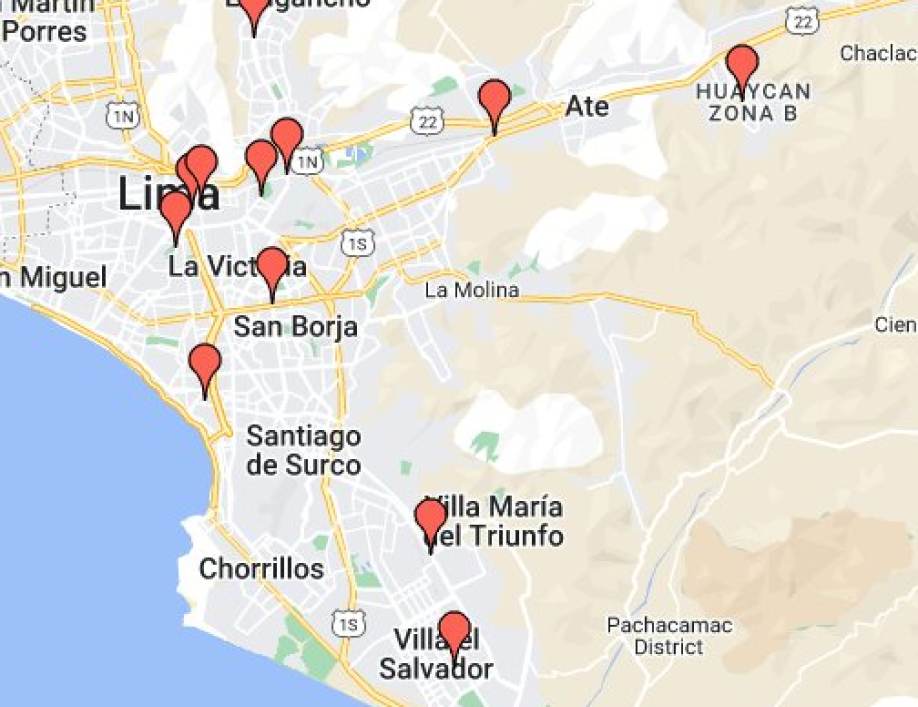 Martín
Porres
22
Chaclac
1N
22
Ate
HUAYCAN
ZONA B
1N
Lima
1S
n Miguel
La Victoria
La Molina
San Borja
Cien
Santiago
de Surco
Villa María
del Triunfo
Chorrillos
1S
Villa el
Salvador
Pachacamac
District